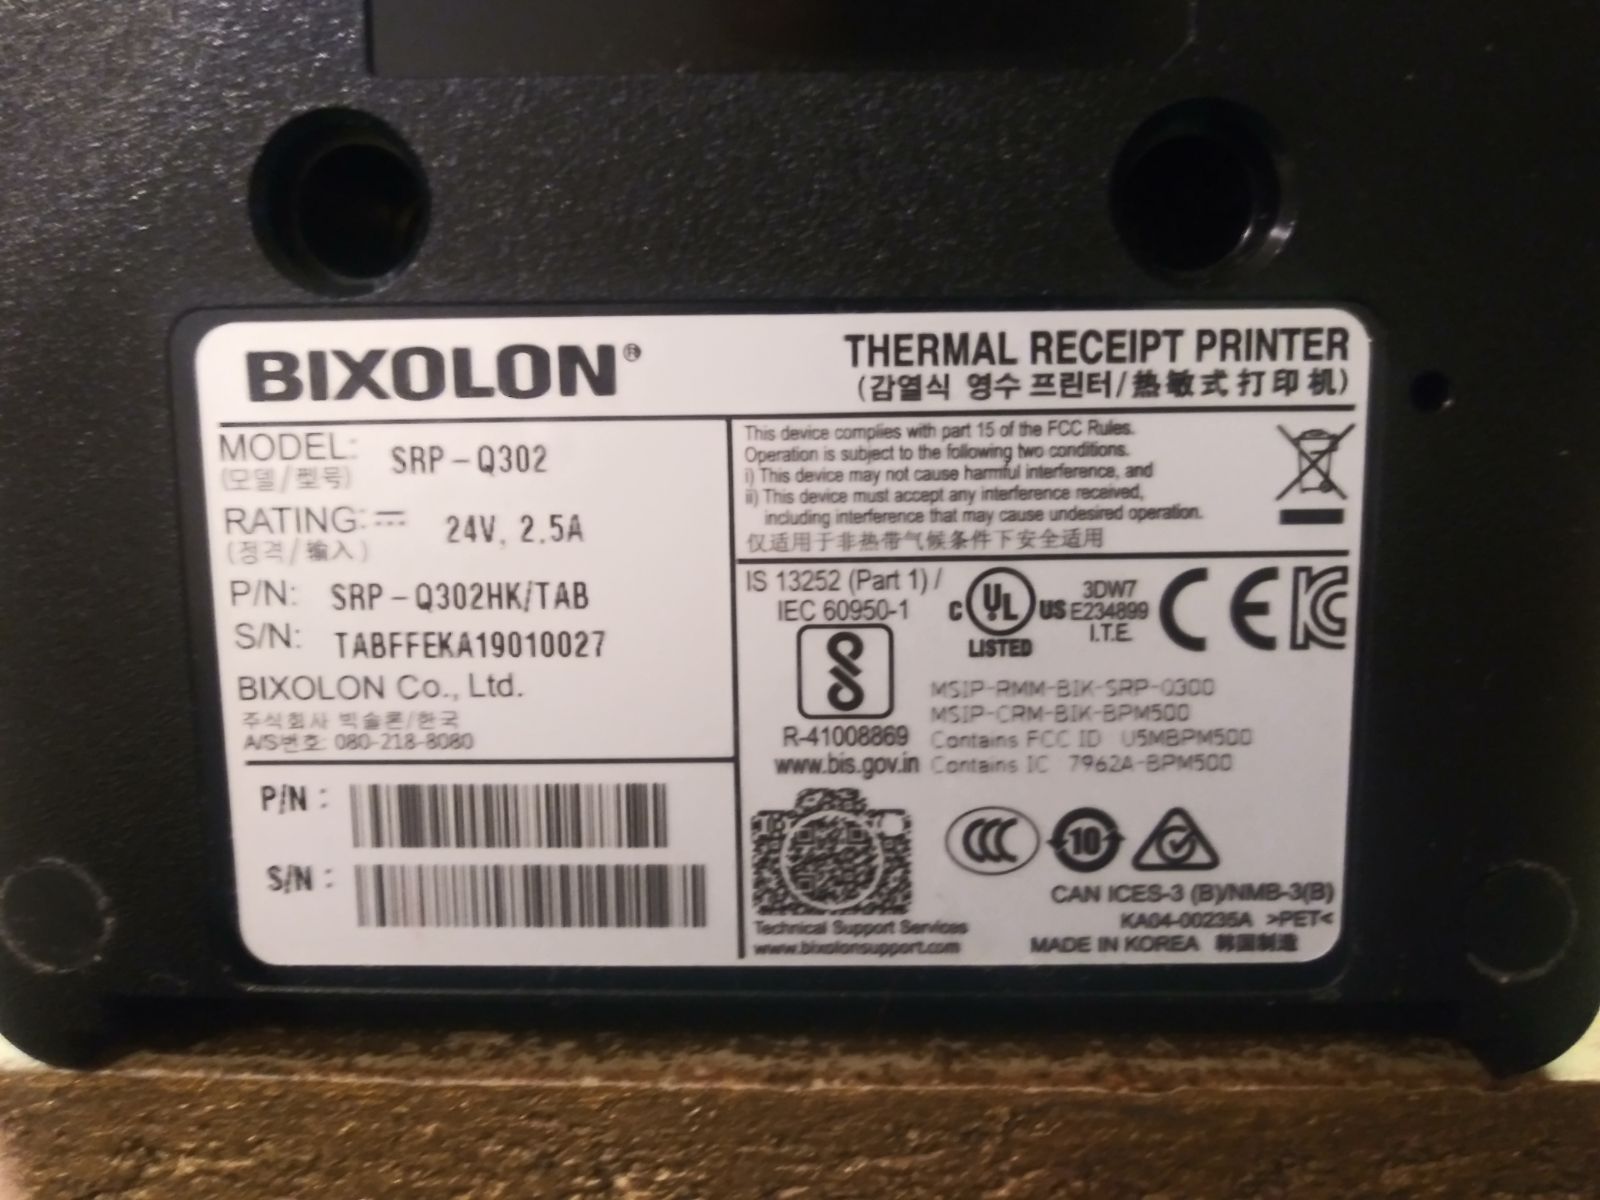 BIXOLON®
THERMAL RECEIPT PRINTER
(감열식 영수 프린터/热敏式打印机)
MODEL: SRP-Q302
(모델/型号)
RATING: ⎓ 24V, 2.5A
(정격/输入)
P/N: SRP-Q302HK/TAB
S/N: TABFFEKA19010027
BIXOLON Co., Ltd.
주식회사 빅솔론/한국
A/S번호: 080-218-8080
P/N :
S/N :
This device complies with part 15 of the FCC Rules.
Operation is subject to the following two conditions.
i) This device may not cause harmful interference, and
ii) This device must accept any interference received,
including interference that may cause undesired operation.
仅适用于非热带气候条件下安全适用
IS 13252 (Part 1) /
IEC 60950-1
R-41008869
www.bis.gov.in
C UL US
LISTED
3DW7
E234899
I.T.E.
CE
KC
MSIP-RMM-BIK-SRP-Q300
MSIP-CRM-BIK-BPM500
Contains FCC ID U5MBPM500
Contains IC 7962A-BPM500
CCC
10
Technical Support Services
www.bixolonsupport.com
CAN ICES-3 (B)/NMB-3(B)
KA04-00235A >PET<
MADE IN KOREA 韩国制造